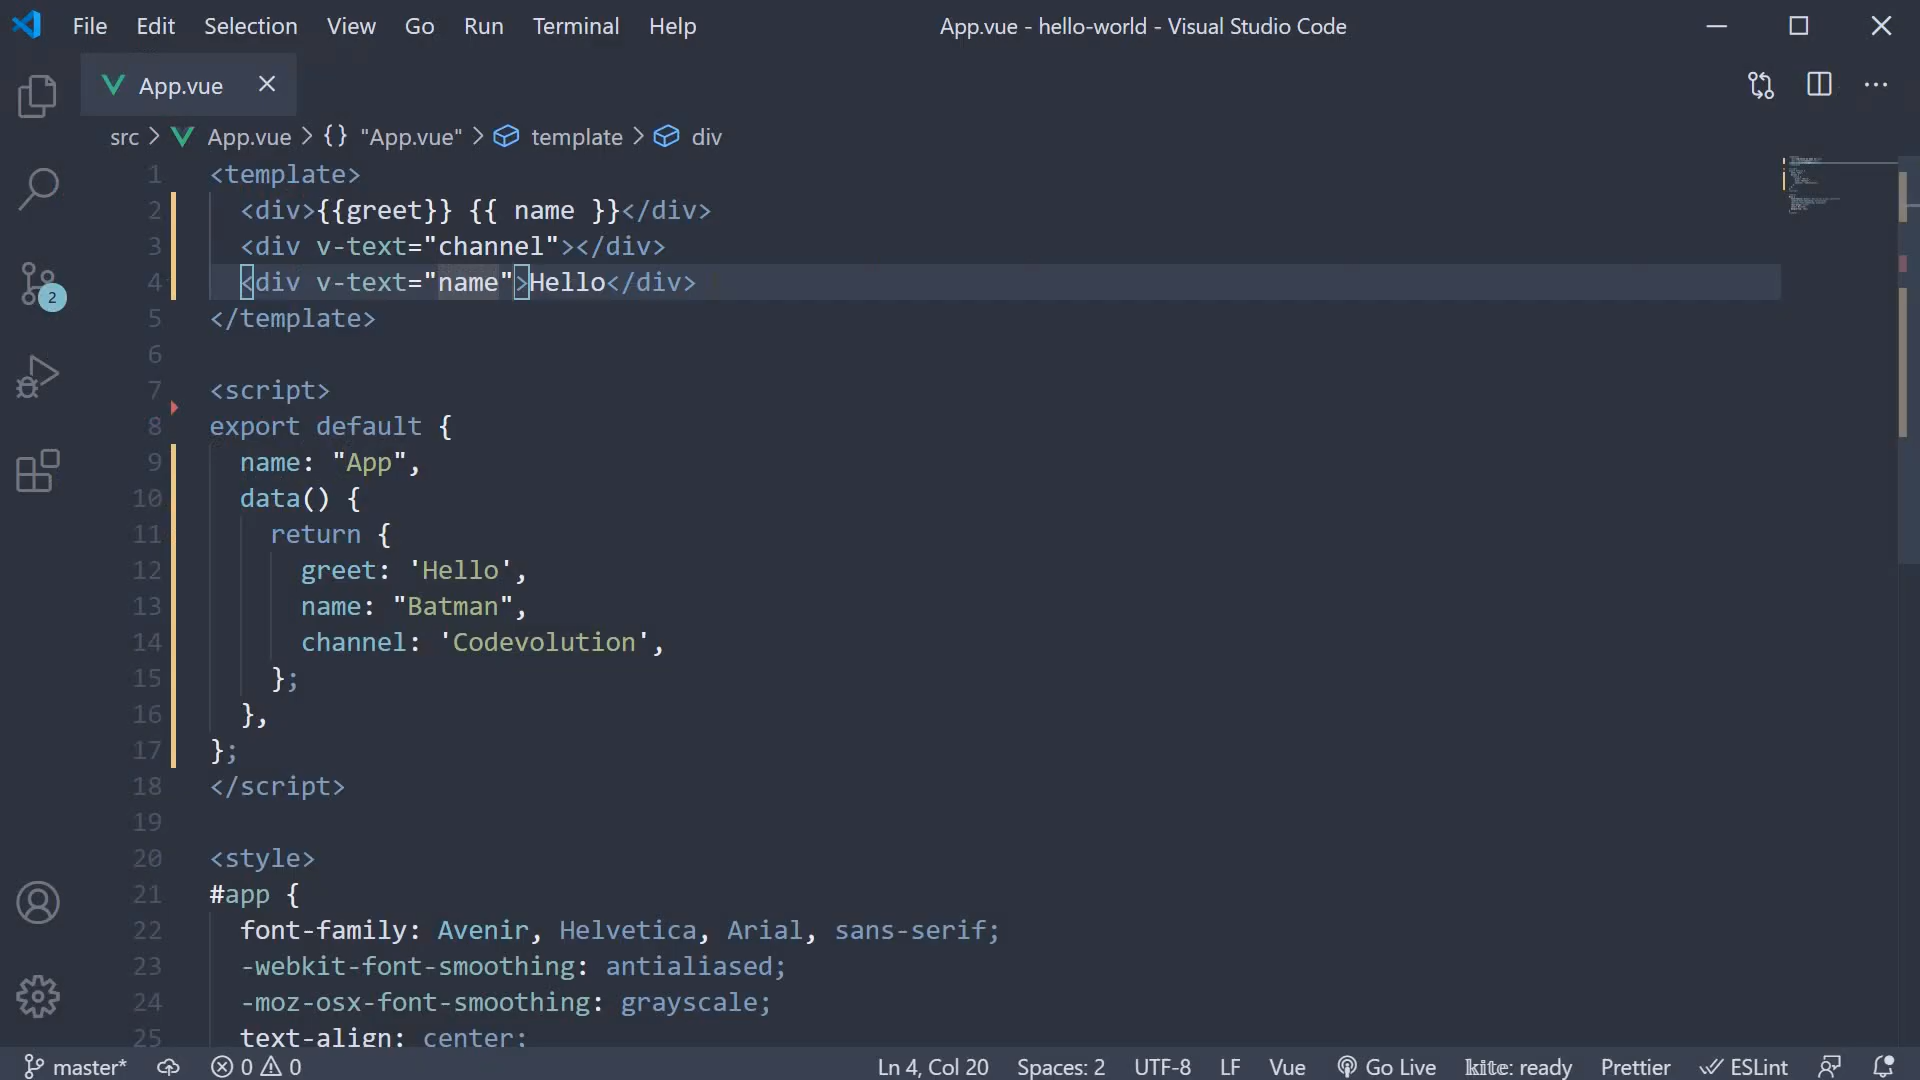 File Edit Selection View Go Run Terminal Help App.vue - hello-world - Visual Studio Code
App.vue
src > App.vue > {} "App.vue" > template > div
1 <template>
2 <div>{{greet}} {{ name }}</div>
3 <div v-text="channel"></div>
4 <div v-text="name">Hello</div>
5 </template>
6
7 <script>
8 export default {
9 name: "App",
10 data() {
11 return {
12 greet: 'Hello',
13 name: "Batman",
14 channel: 'Codevolution',
15 };
16 },
17 };
18 </script>
19
20 <style>
21 #app {
22 font-family: Avenir, Helvetica, Arial, sans-serif;
23 -webkit-font-smoothing: antialiased;
24 -moz-osx-font-smoothing: grayscale;
25 text-align: center;
2
master* 0 0 Ln 4, Col 20 Spaces: 2 UTF-8 LF Vue Go Live kite: ready Prettier ESLint